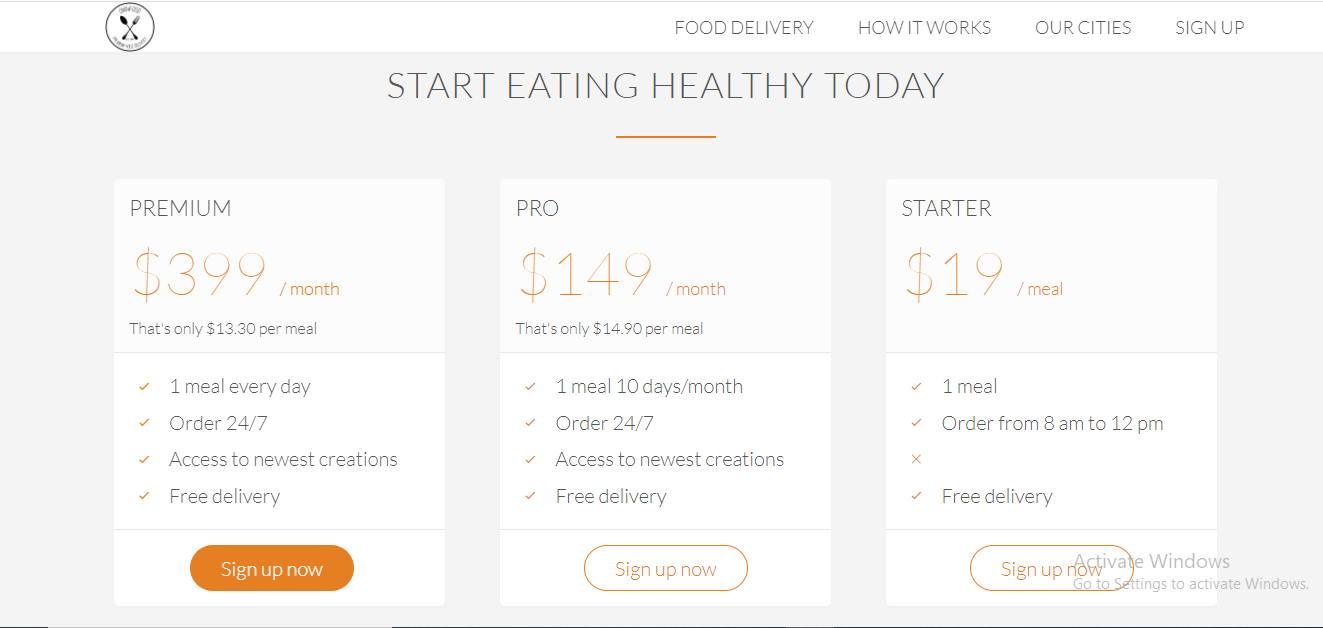 FOOD DELIVERY HOW IT WORKS OUR CITIES SIGN UP
START EATING HEALTHY TODAY
PREMIUM
$399 / month
That's only $13.30 per meal
1 meal every day
Order 24/7
Access to newest creations
Free delivery
Sign up now
PRO
$149 / month
That's only $14.90 per meal
1 meal 10 days/month
Order 24/7
Access to newest creations
Free delivery
Sign up now
STARTER
$19 / meal
1 meal
Order from 8 am to 12 pm
Free delivery
Sign up now
Activate Windows
Go to Settings to activate Windows.